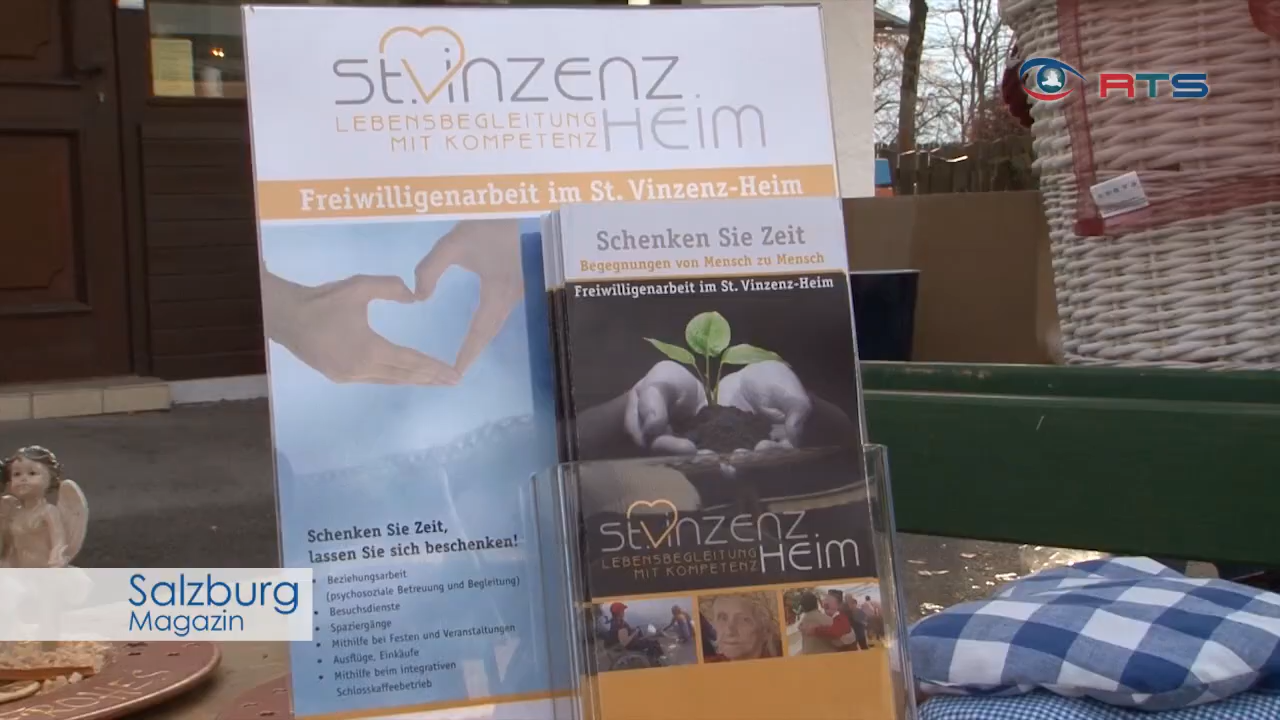 RTS
ST. VINZENZ
LEBENSBEGLEITUNG
MIT KOMPETENZ
HEIM
Freiwilligenarbeit im St. Vinzenz-Heim
Schenken Sie Zeit
Begegnungen von Mensch zu Mensch
Freiwilligenarbeit im St. Vinzenz-Heim
Schenken Sie Zeit,
lassen Sie sich beschenken!
• Beziehungsarbeit
(psychosoziale Betreuung und Begleitung)
• Besuchsdienste
• Spaziergänge
• Mithilfe bei Festen und Veranstaltungen
• Ausflüge, Einkäufe
• Mithilfe beim integrativen
Schlosskaffeebetrieb
ST. VINZENZ
LEBENSBEGLEITUNG
MIT KOMPETENZ
HEIM
Salzburg
Magazin